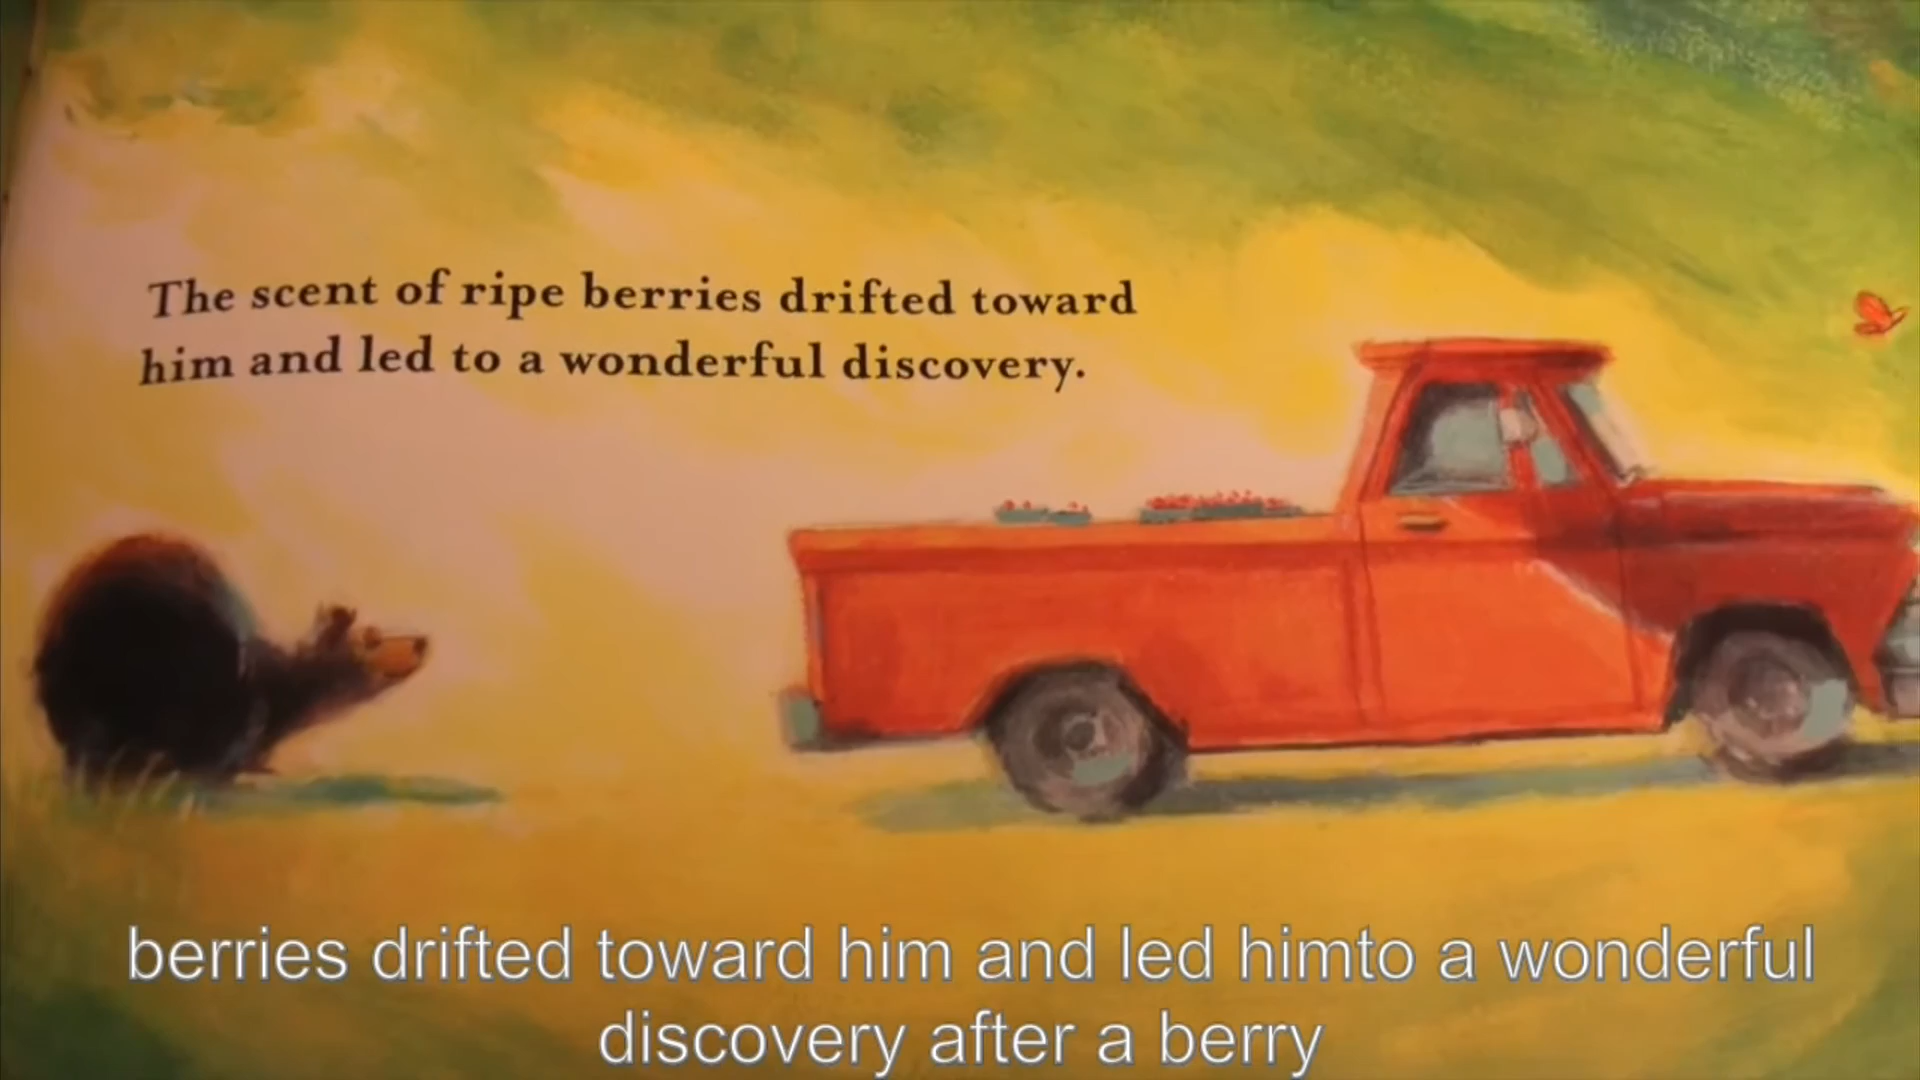 The scent of ripe berries drifted toward
him and led to a wonderful discovery.
berries drifted toward him and led himto a wonderful
discovery after a berry